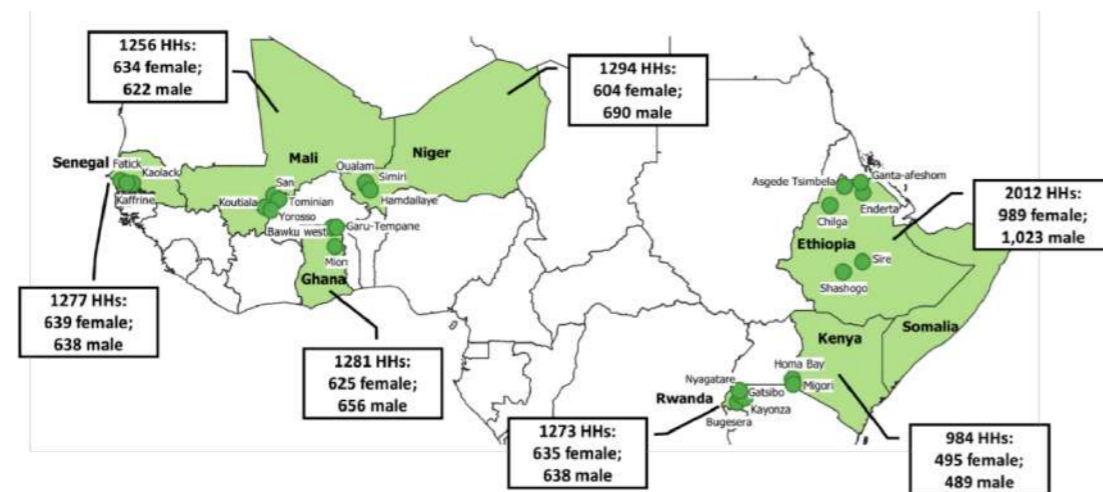 1256 HHs:
634 female;
622 male
1294 HHs:
604 female;
690 male
Senegal
Fatick
Kaolack
Kaffrine
Mali
San
Koutiala
Tominian
Yorosso
Niger
Oualam
Simiri
Hamdallaye
Bawku west
Garu-Tempane
Mion
Ghana
Asgede Tsimbela
Ganta-afeshom
Enderta
Chilga
Ethiopia
Sire
Shashogo
2012 HHs:
989 female;
1,023 male
1277 HHs:
639 female;
638 male
1281 HHs:
625 female;
656 male
Kenya
Somalia
Homa Bay
Migori
Nyagatare
Gatsibo
Rwanda
Kayonza
Bugesera
1273 HHs:
635 female;
638 male
984 HHs:
495 female;
489 male